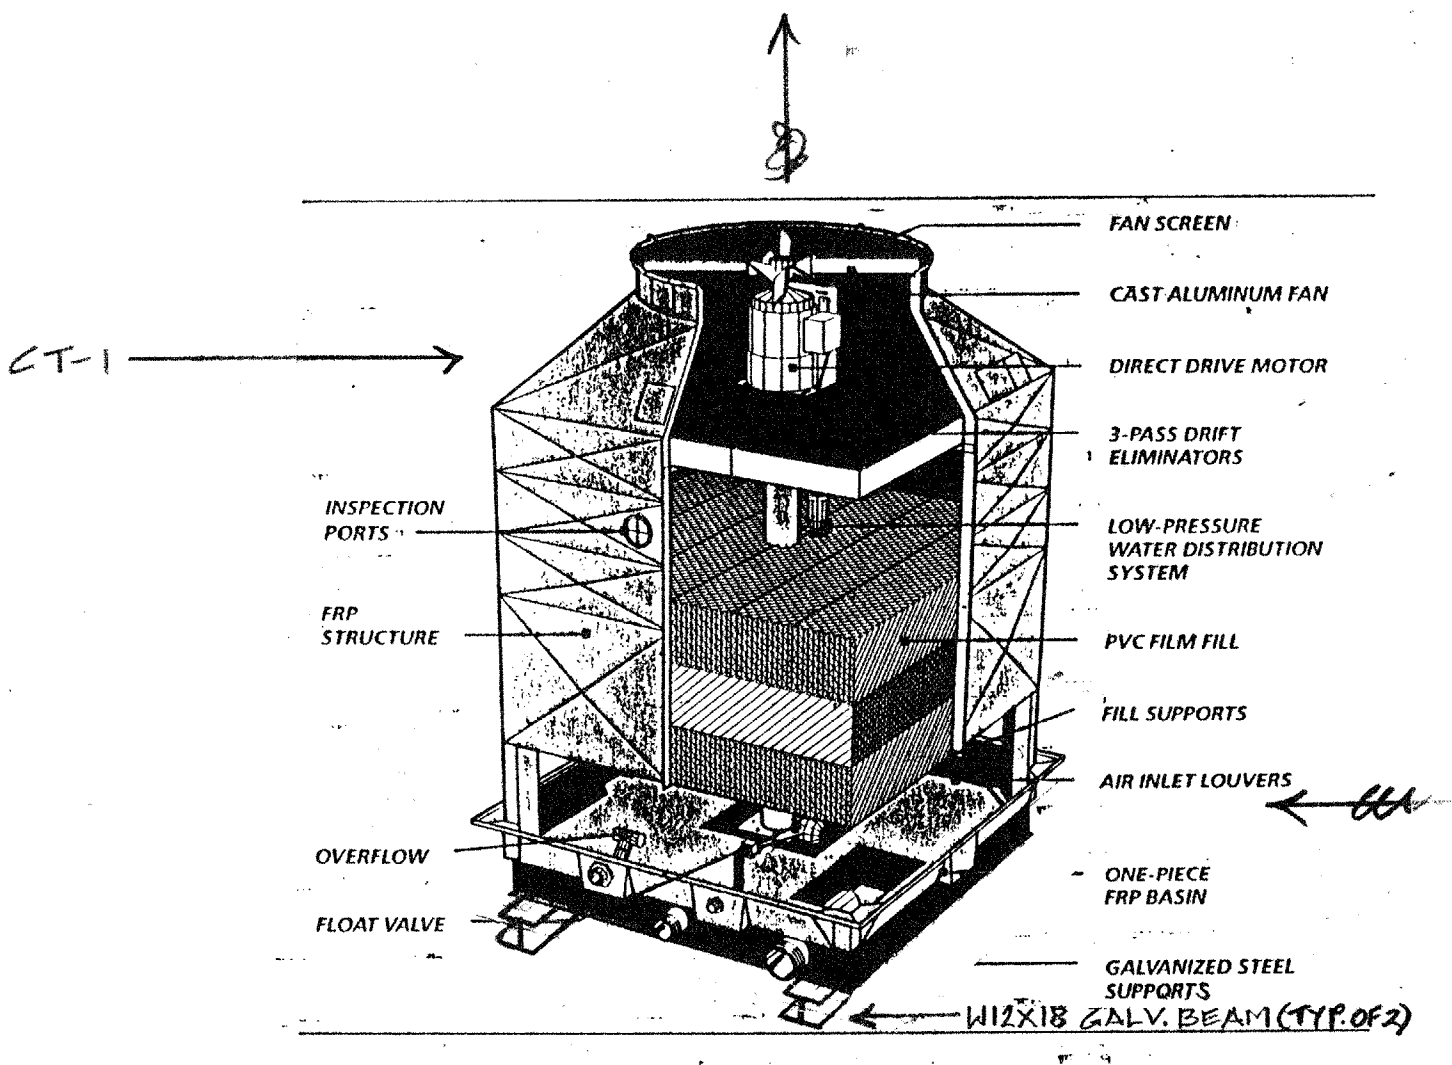 FAN SCREEN
CAST ALUMINUM FAN
CT-1
DIRECT DRIVE MOTOR
3-PASS DRIFT
ELIMINATORS
INSPECTION
PORTS
LOW-PRESSURE
WATER DISTRIBUTION
SYSTEM
FRP
STRUCTURE
PVC FILM FILL
FILL SUPPORTS
AIR INLET LOUVERS
OVERFLOW
ONE-PIECE
FRP BASIN
FLOAT VALVE
GALVANIZED STEEL
SUPPORTS
W12X18 GALV. BEAM (TYP. OF 2)